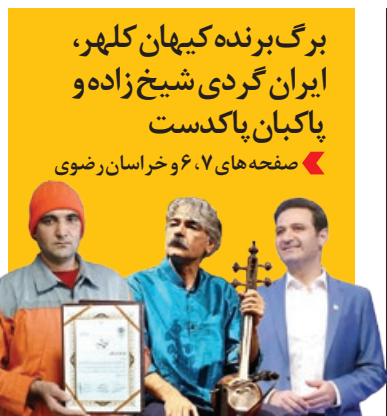 برگ برنده کیهان کلهر،
ایران گردی شیخ زاده و
پاکبان پاکدست
صفحه های ۶،۷ و خراسان رضوی